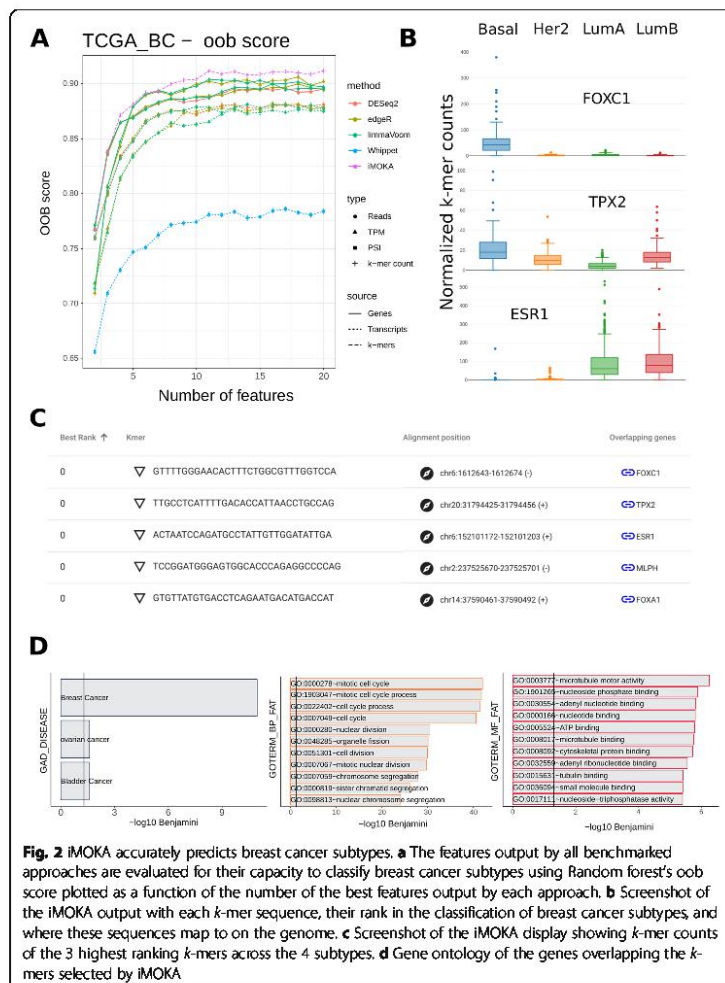 A
TCGA_BC – oob score
OOB score
0.90
0.85
0.80
0.75
0.70
0.65
5
10
15
20
Number of features
method
DESeq2
edgeR
limmaVoom
Whippet
iMOKA
type
Reads
TPM
PSI
k-mer count
source
Genes
Transcripts
k-mers
B
Basal Her2 LumA LumB
Normalized k-mer counts
400
300
200
100
0
FOXC1
100
50
0
TPX2
500
400
300
200
100
0
ESR1
C
Best Rank ↑ Kmer Alignment position Overlapping genes
0 GTTTTGGGAACACTTTCTGGCGTTTGGTCCA chr6:1612643-1612674 (-) FOXC1
0 TTGCCTCATTTTGACACCATTAACCTGCCAG chr20:31794425-31794456 (+) TPX2
0 ACTAATCCAGATGCCTATTGTTGGATATTGA chr6:152101172-152101203 (+) ESR1
0 TCCGGATGGGAGTGGCACCCAGAGGCCCCAG chr2:237525670-237525701 (-) MLPH
0 GTGTTATGTGACCTCAGAATGACATGACCAT chr14:37590461-37590492 (+) FOXA1
D
GAD_DISEASE
Breast Cancer
ovarian cancer
Bladder Cancer
0 3 6 9
−log10 Benjamini
GOTERM_BP_FAT
GO:0000278~mitotic cell cycle
GO:1903047~mitotic cell cycle process
GO:0022402~cell cycle process
GO:0007049~cell cycle
GO:0000280~nuclear division
GO:0048285~organelle fission
GO:0051301~cell division
GO:0007067~mitotic nuclear division
GO:0007059~chromosome segregation
GO:0000819~sister chromatid segregation
GO:0098813~nuclear chromosome segregation
0 10 20 30 40
−log10 Benjamini
GOTERM_MF_FAT
GO:0003777~microtubule motor activity
GO:1901265~nucleoside phosphate binding
GO:0030554~adenyl nucleotide binding
GO:0000166~nucleotide binding
GO:0005524~ATP binding
GO:0008017~microtubule binding
GO:0008092~cytoskeletal protein binding
GO:0032559~adenyl ribonucleotide binding
GO:0015631~tubulin binding
GO:0036094~small molecule binding
GO:0017111~nucleoside−triphosphatase activity
0 2 4 6
−log10 Benjamini
Fig. 2 iMOKA accurately predicts breast cancer subtypes. a The features output by all benchmarked
approaches are evaluated for their capacity to classify breast cancer subtypes using Random forest's oob
score plotted as a function of the number of the best features output by each approach. b Screenshot of
the iMOKA output with each k-mer sequence, their rank in the classification of breast cancer subtypes, and
where these sequences map to on the genome. c Screenshot of the iMOKA display showing k-mer counts
of the 3 highest ranking k-mers across the 4 subtypes. d Gene ontology of the genes overlapping the k-
mers selected by iMOKA